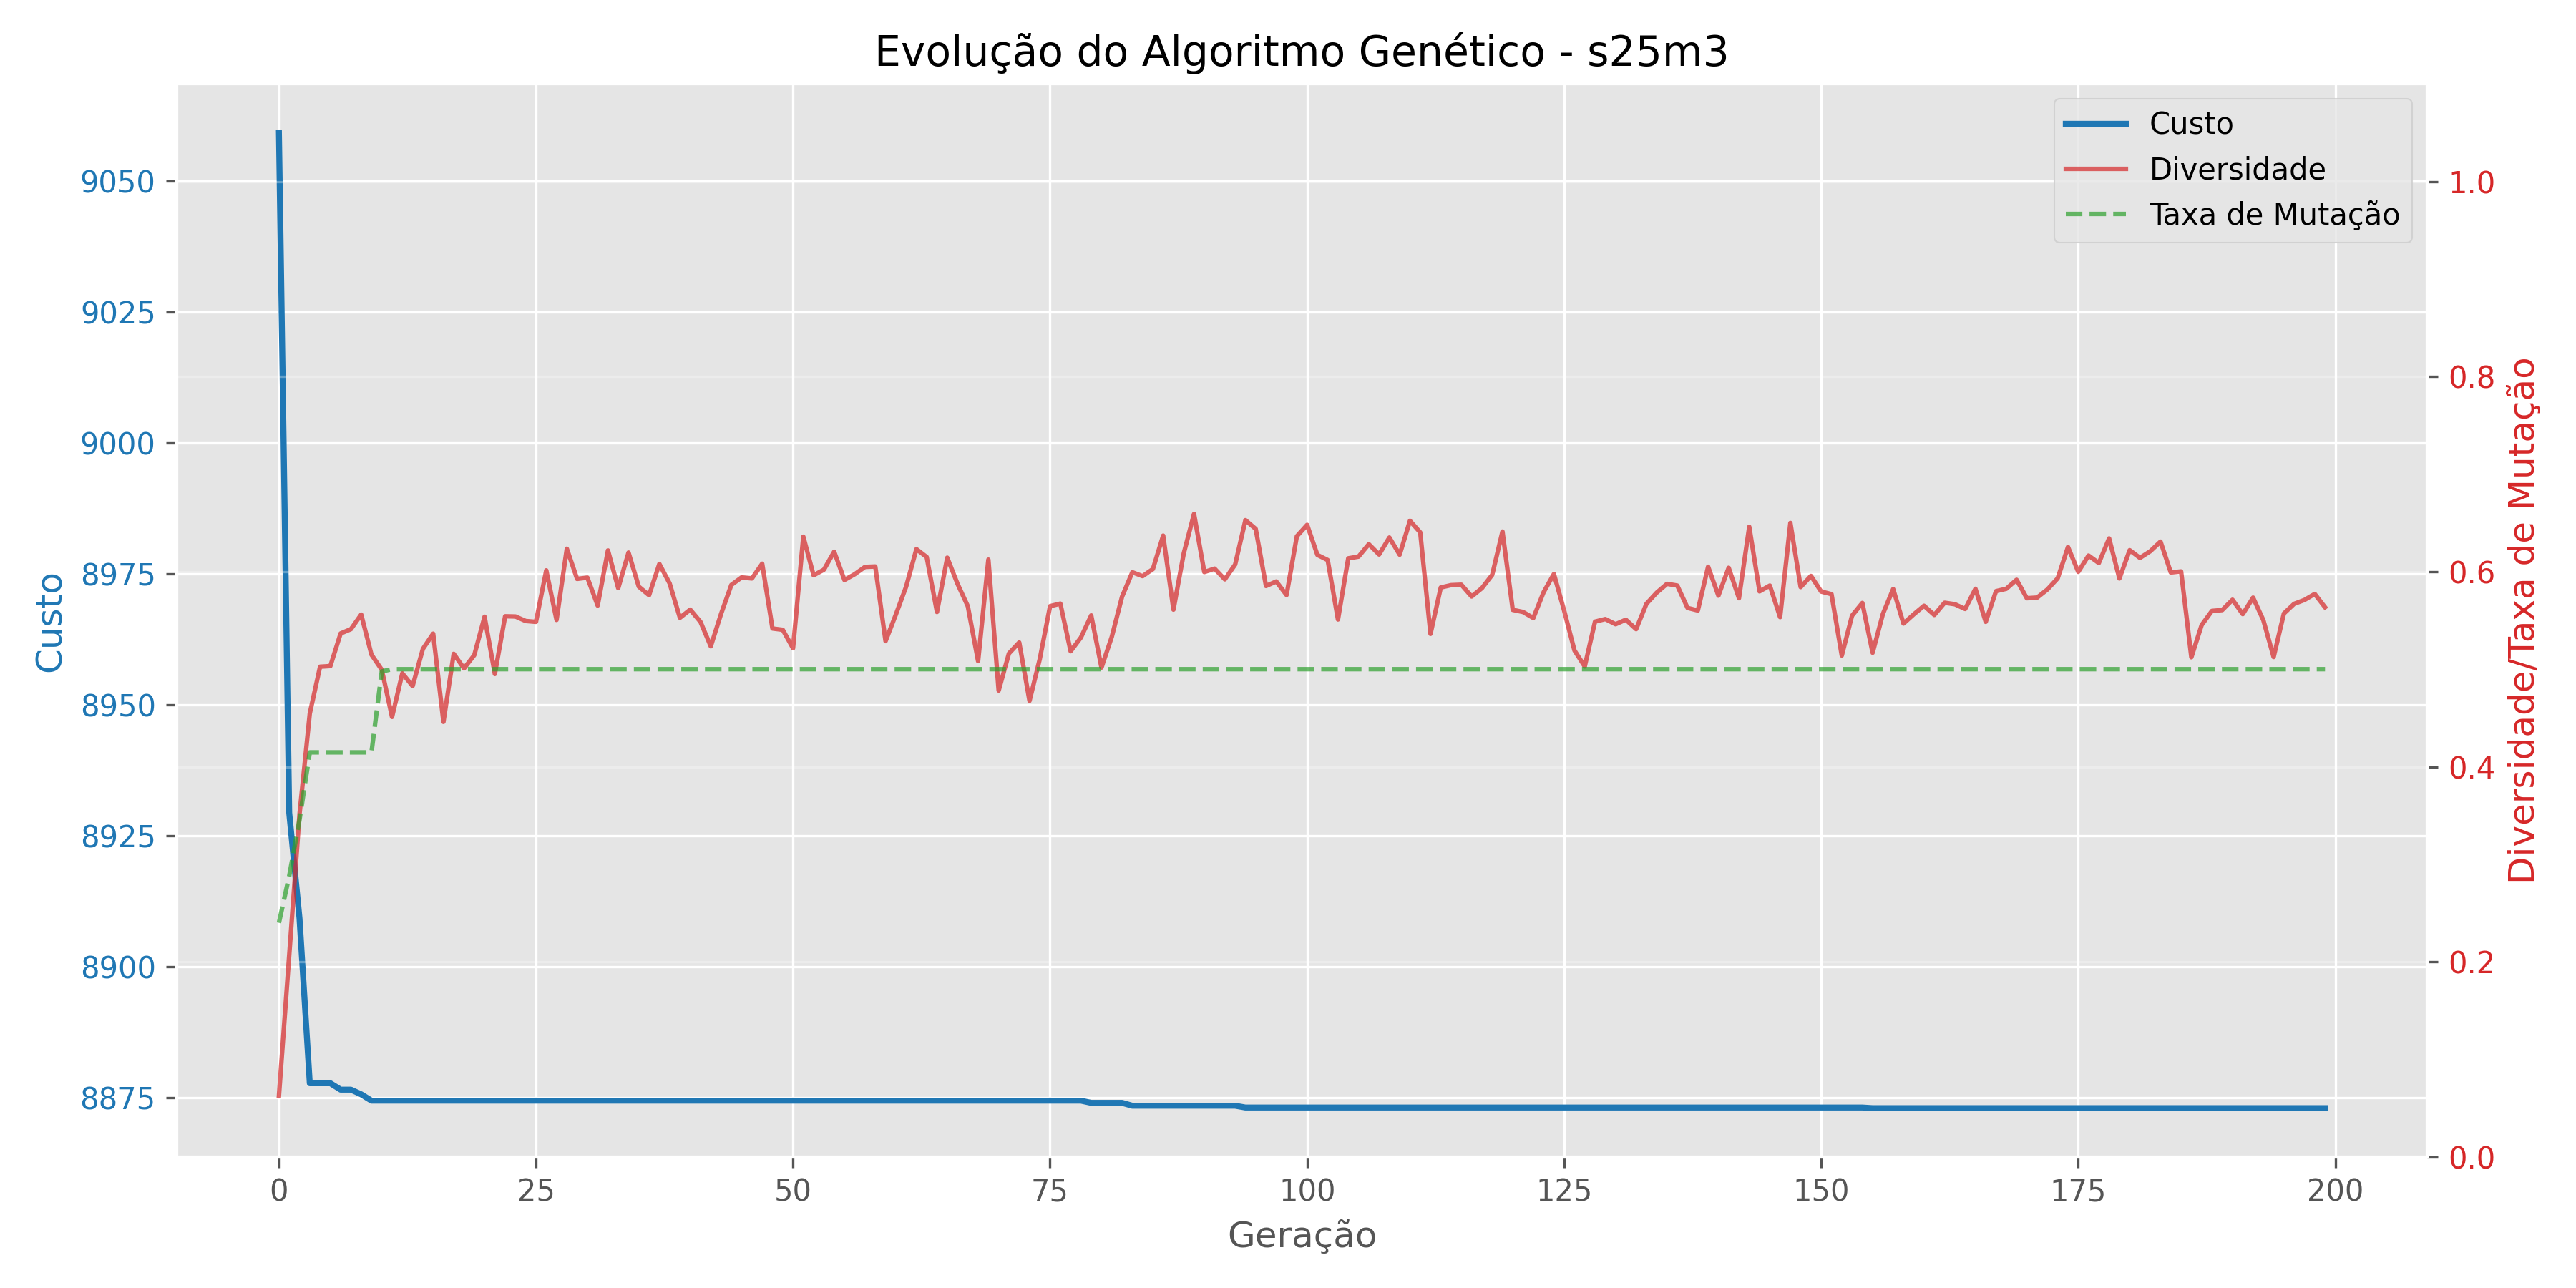 Evolução do Algoritmo Genético - s25m3
Custo
Diversidade
Taxa de Mutação
9050
9025
9000
8975
8950
8925
8900
8875
Custo
1.0
0.8
0.6
0.4
0.2
0.0
Diversidade/Taxa de Mutação
0 25 50 75 100 125 150 175 200
Geração